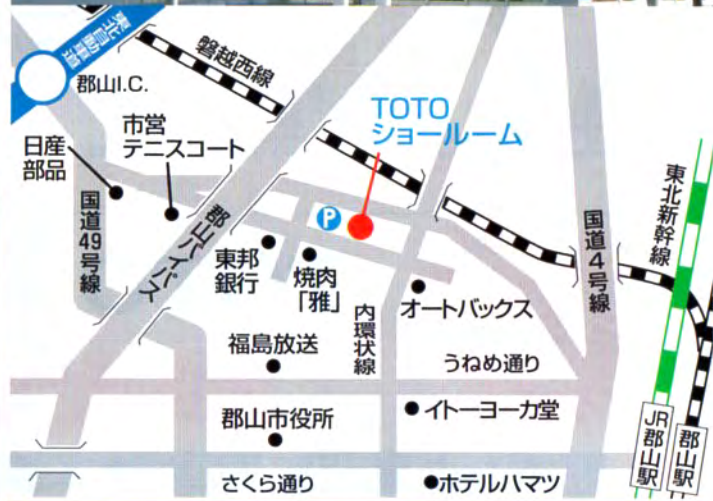 東北自動車道
郡山I.C.
磐越西線
TOTO
ショールーム
市営
テニスコート
日産
部品
国道49号線
郡山バイパス
P
東邦
銀行
焼肉
「雅」
内環状線
オートバックス
国道4号線
東北新幹線
福島放送
うねめ通り
郡山市役所
イトーヨーカ堂
さくら通り
ホテルハマツ
JR郡山駅
郡山駅